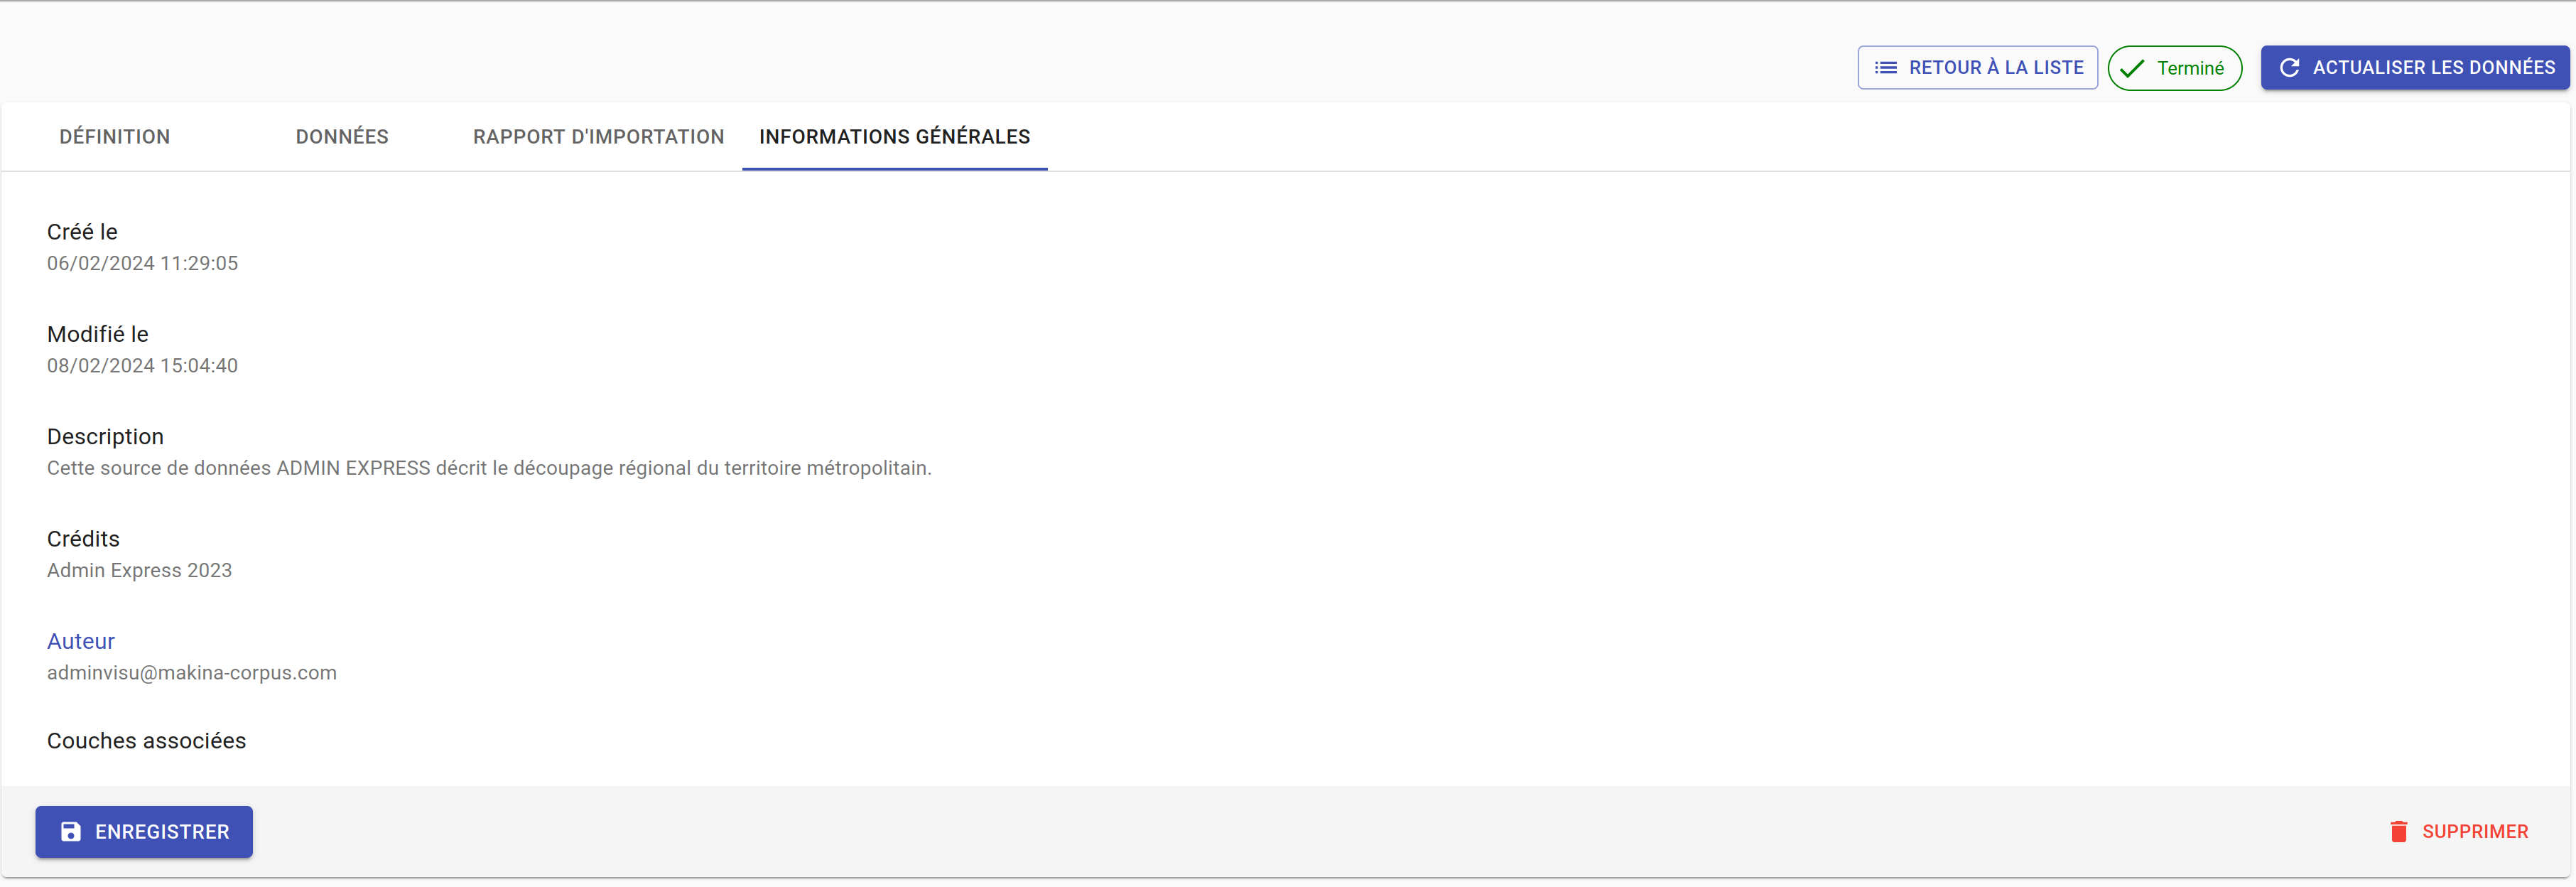 RETOUR À LA LISTE
Terminé
ACTUALISER LES DONNÉES
DÉFINITION
DONNÉES
RAPPORT D'IMPORTATION
INFORMATIONS GÉNÉRALES
Créé le
06/02/2024 11:29:05
Modifié le
08/02/2024 15:04:40
Description
Cette source de données ADMIN EXPRESS décrit le découpage régional du territoire métropolitain.
Crédits
Admin Express 2023
Auteur
adminvisu@makina-corpus.com
Couches associées
ENREGISTRER
SUPPRIMER